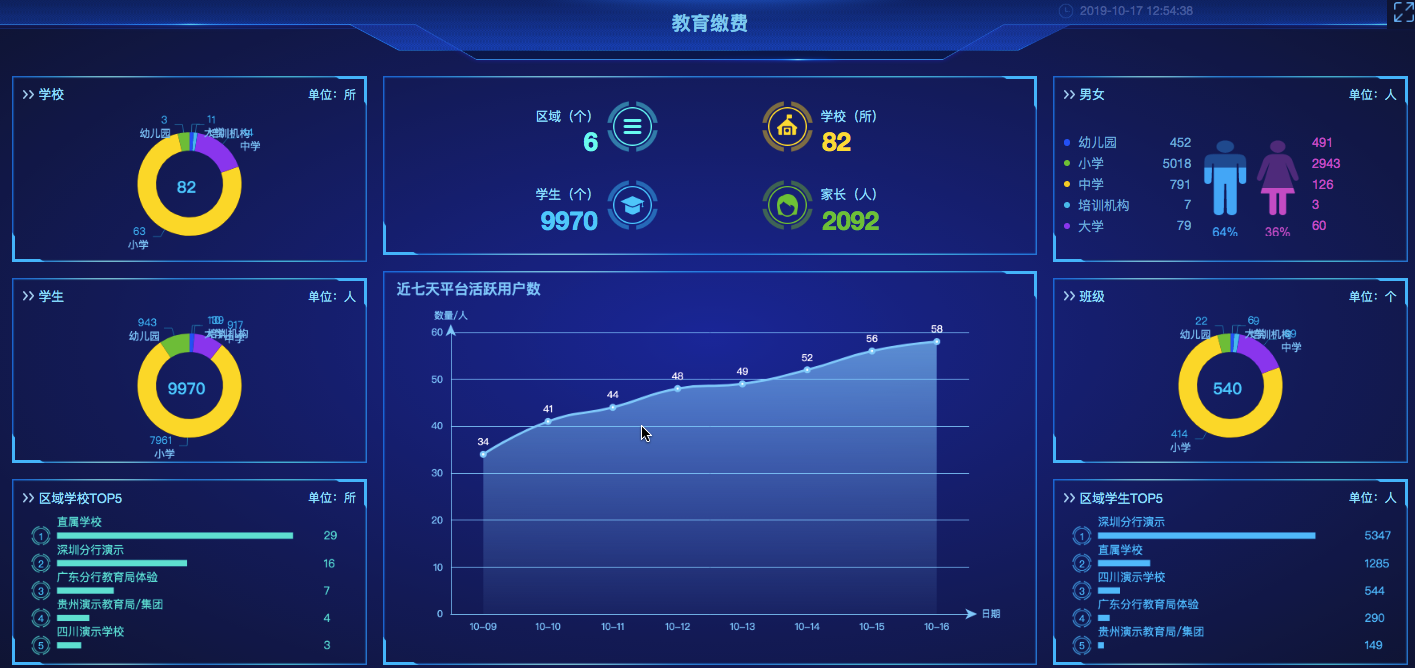 教育缴费
2019-10-17 12:54:38
学校
单位：所
3
11
幼儿园
中学
82
63
小学
区域（个）
6
学校（所）
82
学生（个）
9970
家长（人）
2092
男女
单位：人
幼儿园 452 491
小学 5018 2943
中学 791 126
培训机构 7 3
大学 79 60
64% 36%
学生
单位：人
943
917
幼儿园
中学
9970
7961
小学
近七天平台活跃用户数
数量/人
60
50
40
30
20
10
0
34
41
44
48
49
52
56
58
10-09 10-10 10-11 10-12 10-13 10-14 10-15 10-16
日期
班级
单位：个
22
69
幼儿园
中学
540
414
小学
区域学校TOP5
单位：所
直属学校
1 29
深圳分行演示
2 16
广东分行教育局体验
3 7
贵州演示教育局/集团
4 4
四川演示学校
5 3
区域学生TOP5
单位：人
深圳分行演示
1 5347
直属学校
2 1285
四川演示学校
3 544
广东分行教育局体验
4 290
贵州演示教育局/集团
5 149